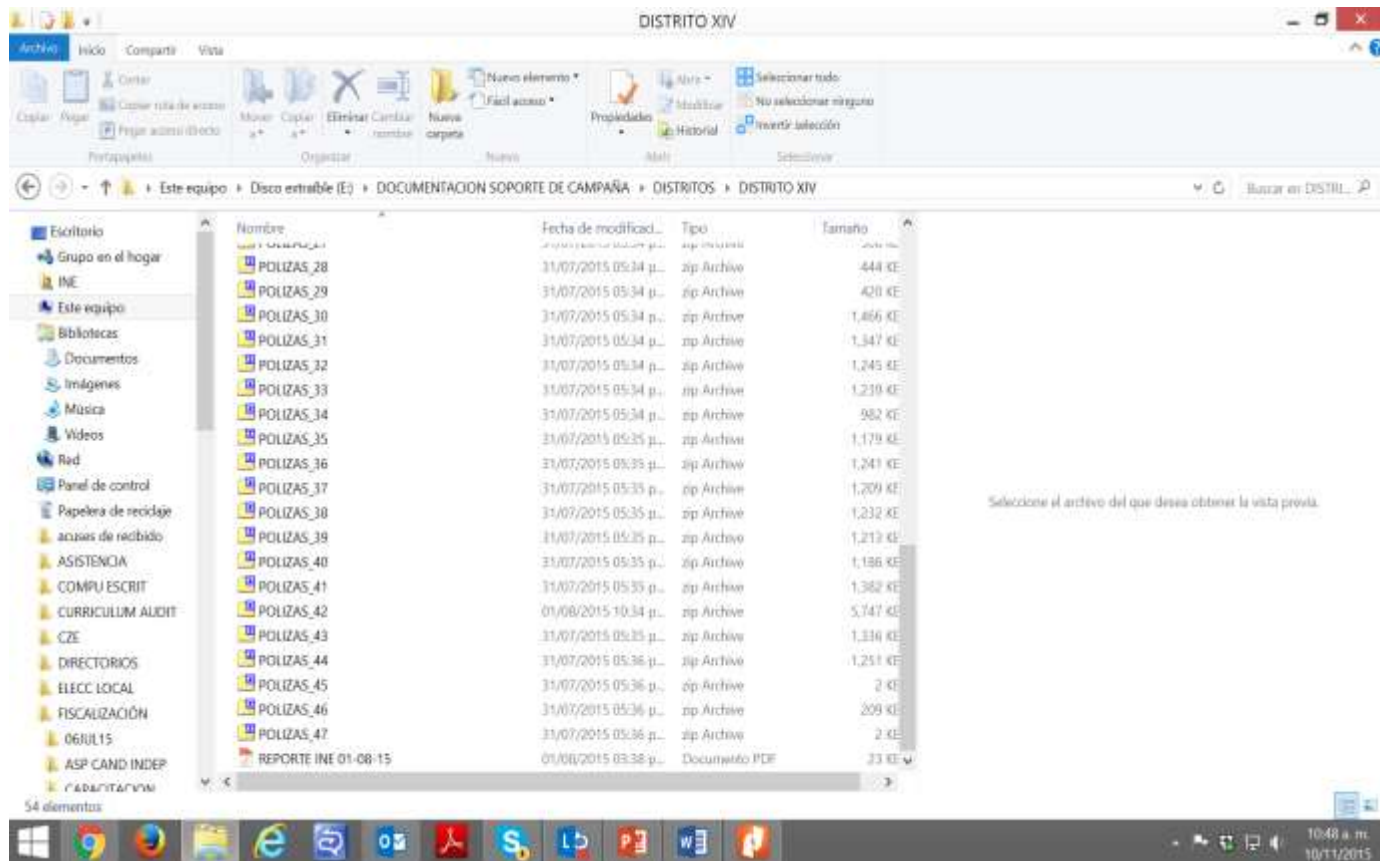 DISTRITO XIV
Archivo Inicio Compartir Vista
Copiar Pegar
Cortar
Copiar ruta de acceso
Pegar acceso directo
Mover a Copiar a Eliminar Cambiar nombre
Nueva carpeta
Nuevo elemento
Fácil acceso
Propiedades
Abrir
Modificar
Historial
Seleccionar todo
No seleccionar ninguno
Invertir selección
Portapapeles Organizar Nuevo Abrir Seleccionar
Este equipo Disco extraíble (E:) DOCUMENTACION SOPORTE DE CAMPAÑA DISTRITOS DISTRITO XIV
Buscar en DISTRI...
Escritorio
Grupo en el hogar
INE
Este equipo
Bibliotecas
Documentos
Imágenes
Música
Vídeos
Red
Panel de control
Papelera de reciclaje
acuses de recibido
ASISTENCIA
COMPU ESCRIT
CURRICULUM AUDIT
CZE
DIRECTORIOS
ELECC LOCAL
FISCALIZACIÓN
06JUL15
ASP CAND INDEP
CAPACITACION
Nombre Fecha de modificaci... Tipo Tamaño
POLIZAS_28 31/07/2015 05:34 p... zip Archive 444 KB
POLIZAS_29 31/07/2015 05:34 p... zip Archive 420 KB
POLIZAS_30 31/07/2015 05:34 p... zip Archive 1,466 KB
POLIZAS_31 31/07/2015 05:34 p... zip Archive 1,347 KB
POLIZAS_32 31/07/2015 05:34 p... zip Archive 1,245 KB
POLIZAS_33 31/07/2015 05:34 p... zip Archive 1,239 KB
POLIZAS_34 31/07/2015 05:34 p... zip Archive 982 KB
POLIZAS_35 31/07/2015 05:35 p... zip Archive 1,179 KB
POLIZAS_36 31/07/2015 05:35 p... zip Archive 1,241 KB
POLIZAS_37 31/07/2015 05:35 p... zip Archive 1,209 KB
POLIZAS_38 31/07/2015 05:35 p... zip Archive 1,232 KB
POLIZAS_39 31/07/2015 05:35 p... zip Archive 1,213 KB
POLIZAS_40 31/07/2015 05:35 p... zip Archive 1,186 KB
POLIZAS_41 31/07/2015 05:35 p... zip Archive 1,382 KB
POLIZAS_42 01/08/2015 10:34 p... zip Archive 5,747 KB
POLIZAS_43 31/07/2015 05:35 p... zip Archive 1,336 KB
POLIZAS_44 31/07/2015 05:36 p... zip Archive 1,251 KB
POLIZAS_45 31/07/2015 05:36 p... zip Archive 2 KB
POLIZAS_46 31/07/2015 05:36 p... zip Archive 209 KB
POLIZAS_47 31/07/2015 05:36 p... zip Archive 2 KB
REPORTE INE 01-08-15 01/08/2015 03:38 p... Documento PDF 23 KB
Seleccione el archivo del que desea obtener la vista previa.
54 elementos
10:48 a. m.
10/11/2015